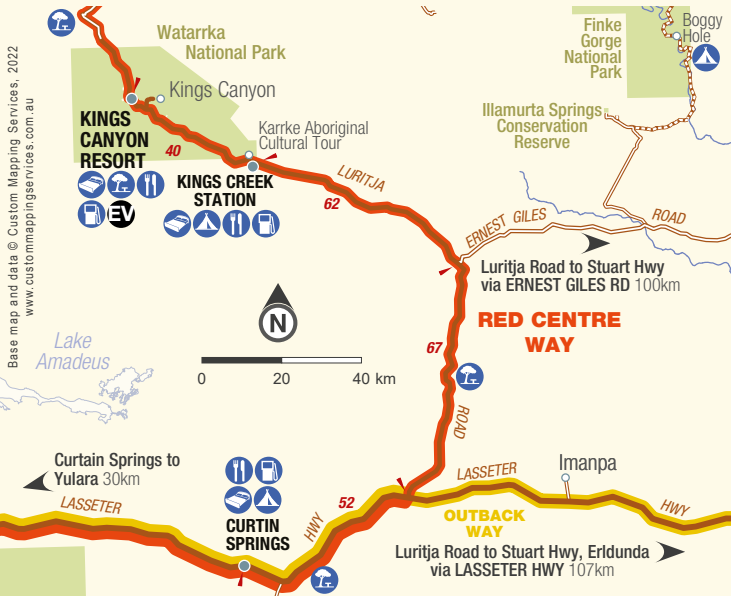 Watarrka
National Park
Finke
Gorge
National
Park
Boggy
Hole
Kings Canyon
KINGS
CANYON
RESORT
40
EV
Illamurta Springs
Conservation
Reserve
Karrke Aboriginal
Cultural Tour
KINGS CREEK
STATION
LURITJA
62
ERNEST GILES
ROAD
Luritja Road to Stuart Hwy
via ERNEST GILES RD 100km
RED CENTRE
WAY
67
ROAD
N
0 20 40 km
Lake
Amadeus
Base map and data © Custom Mapping Services, 2022
www.custommappingservices.com.au
Curtain Springs to
Yulara 30km
LASSETER
CURTIN
SPRINGS
HWY
52
LASSETER
Imanpa
HWY
OUTBACK
WAY
Luritja Road to Stuart Hwy, Erldunda
via LASSETER HWY 107km